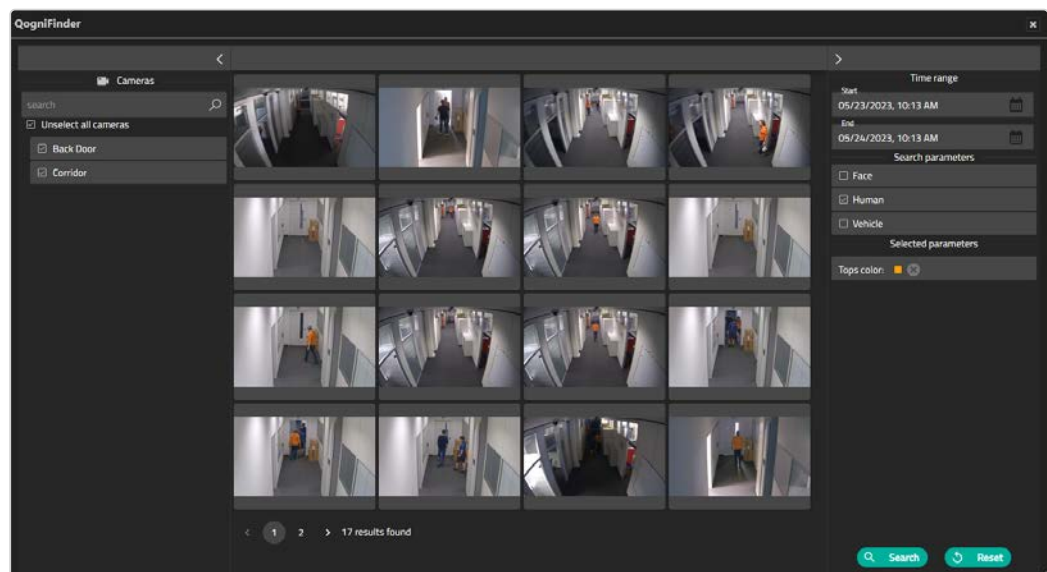 QogniFinder
Cameras
search
Unselect all cameras
Back Door
Corridor
1 2 17 results found
Time range
Start
05/23/2023, 10:13 AM
End
05/24/2023, 10:13 AM
Search parameters
Face
Human
Vehicle
Selected parameters
Tops color:
Search Reset